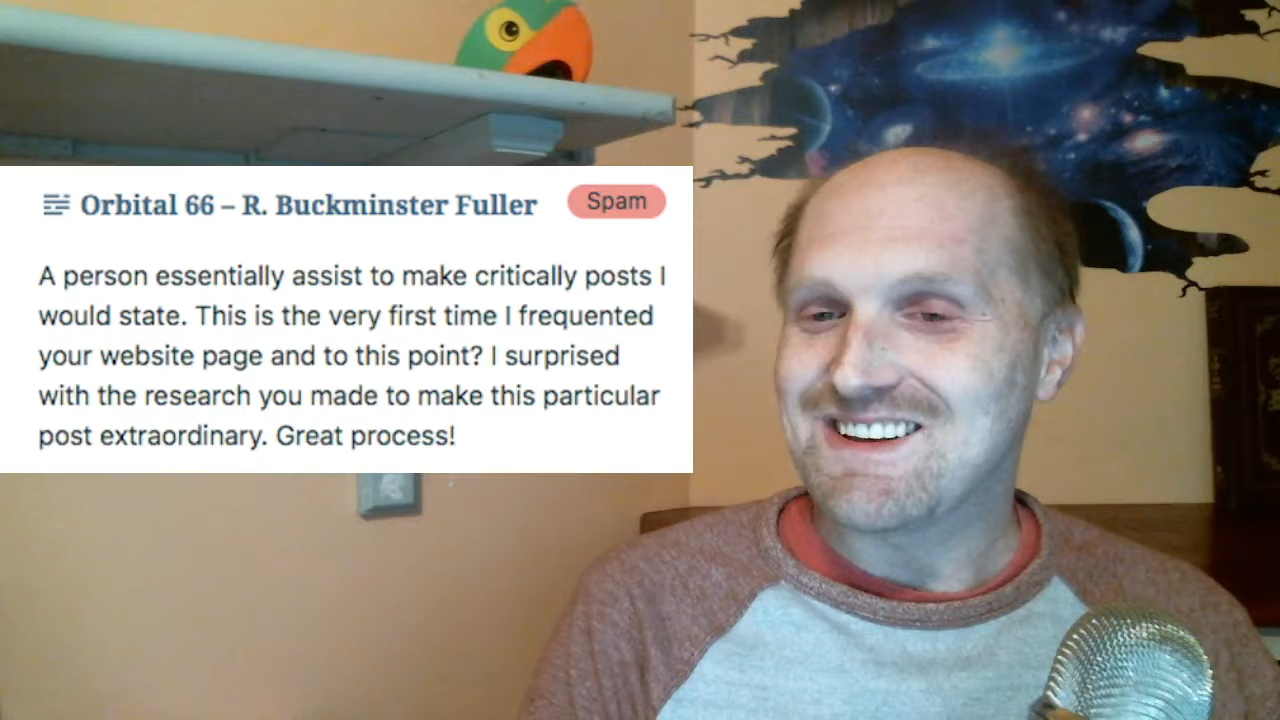 Orbital 66 – R. Buckminster Fuller Spam
A person essentially assist to make critically posts I
would state. This is the very first time I frequented
your website page and to this point? I surprised
with the research you made to make this particular
post extraordinary. Great process!